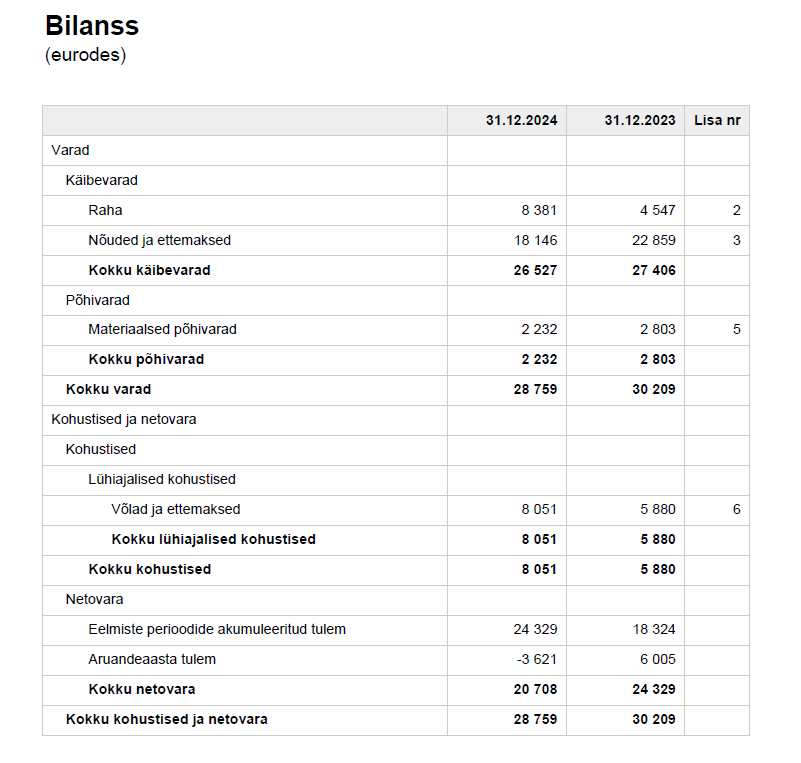 Bilanss
(eurodes)
31.12.2024 31.12.2023 Lisa nr
Varad
Käibevarad
Raha 8 381 4 547 2
Nõuded ja ettemaksed 18 146 22 859 3
Kokku käibevarad 26 527 27 406
Põhivarad
Materiaalsed põhivarad 2 232 2 803 5
Kokku põhivarad 2 232 2 803
Kokku varad 28 759 30 209
Kohustised ja netovara
Kohustised
Lühiajalised kohustised
Võlad ja ettemaksed 8 051 5 880 6
Kokku lühiajalised kohustised 8 051 5 880
Kokku kohustised 8 051 5 880
Netovara
Eelmiste perioodide akumuleeritud tulem 24 329 18 324
Aruandeaasta tulem -3 621 6 005
Kokku netovara 20 708 24 329
Kokku kohustised ja netovara 28 759 30 209